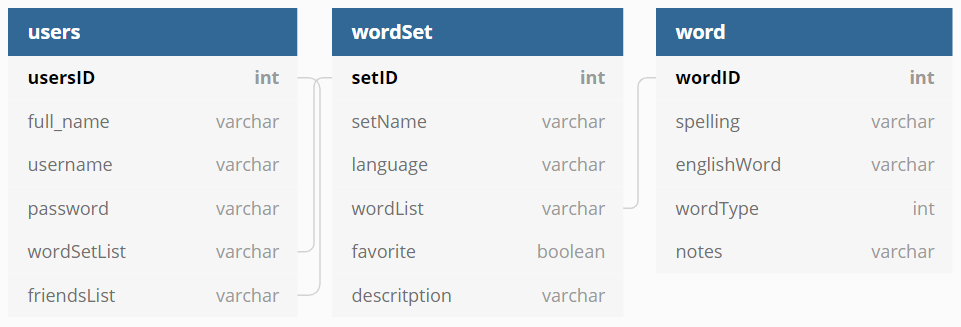 users
usersID int
full_name varchar
username varchar
password varchar
wordSetList varchar
friendsList varchar
wordSet
setID int
setName varchar
language varchar
wordList varchar
favorite boolean
descritption varchar
word
wordID int
spelling varchar
englishWord varchar
wordType int
notes varchar